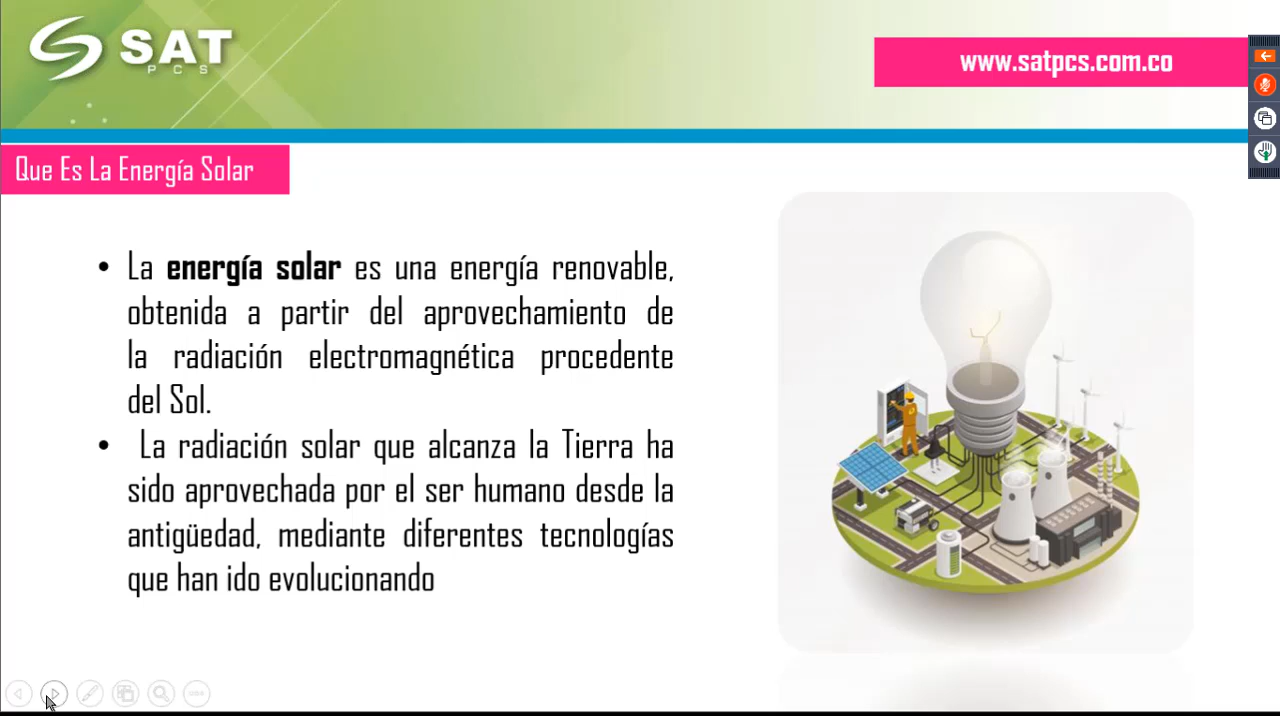 SAT
PCS
www.satpcs.com.co
Que Es La Energía Solar
• La energía solar es una energía renovable,
obtenida a partir del aprovechamiento de
la radiación electromagnética procedente
del Sol.
• La radiación solar que alcanza la Tierra ha
sido aprovechada por el ser humano desde la
antigüedad, mediante diferentes tecnologías
que han ido evolucionando